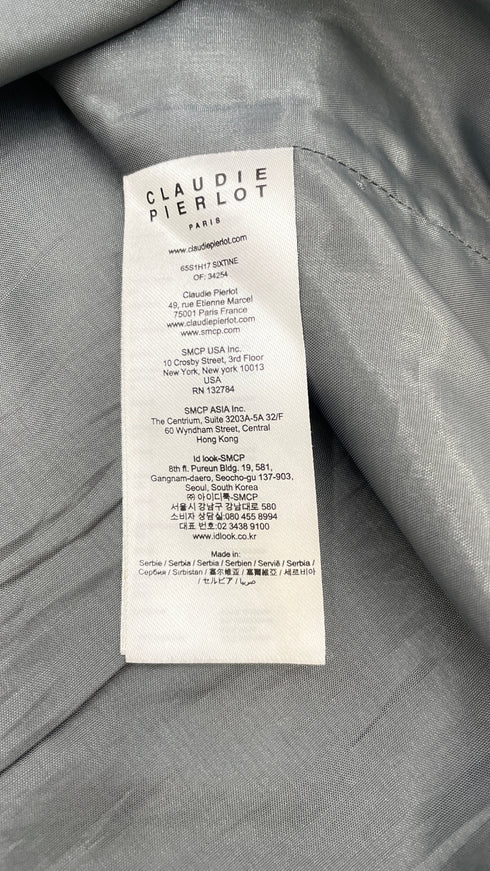 CLAUDIE
PIERLOT
PARIS
www.claudiepierlot.com
65S1H17 SIXTINE
OF: 34254
Claudie Pierlot
49, rue Etienne Marcel
75001 Paris France
www.claudiepierlot.com
www.smcp.com
SMCP USA Inc.
10 Crosby Street, 3rd Floor
New York, New york 10013
USA
RN 132784
SMCP ASIA Inc.
The Centrium, Suite 3203A-5A 32/F
60 Wyndham Street, Central
Hong Kong
Id look-SMCP
8th fl. Pureun Bldg. 19, 581,
Gangnam-daero, Seocho-gu 137-903,
Seoul, South Korea
㈜ 아이디룩-SMCP
서울시 강남구 강남대로 580
소비자 상담실:080 455 8994
대표 번호:02 3438 9100
www.idlook.co.kr
Made in:
Serbie / Serbia / Serbia / Serbien / Servië / Serbia /
Сербия / Sırbistan / 塞尔维亚 / 塞爾維亞 / 세르비아
/ セルビア / صربيا